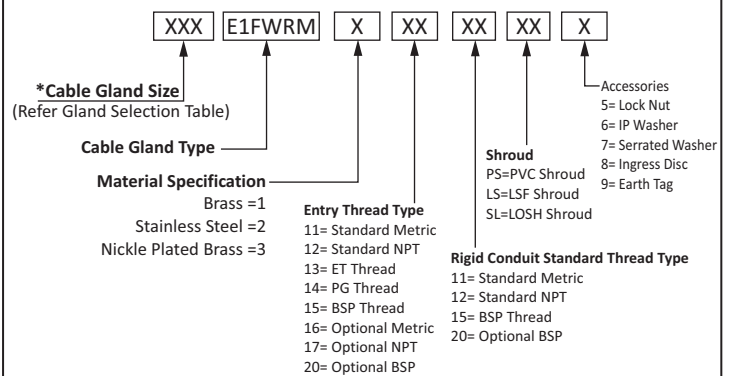 XXX E1FWRM X XX XX XX X
*Cable Gland Size
(Refer Gland Selection Table)
Cable Gland Type
Material Specification
Brass =1
Stainless Steel =2
Nickle Plated Brass =3
Entry Thread Type
11= Standard Metric
12= Standard NPT
13= ET Thread
14= PG Thread
15= BSP Thread
16= Optional Metric
17= Optional NPT
20= Optional BSP
Rigid Conduit Standard Thread Type
11= Standard Metric
12= Standard NPT
15= BSP Thread
20= Optional BSP
Shroud
PS=PVC Shroud
LS=LSF Shroud
SL=LOSH Shroud
Accessories
5= Lock Nut
6= IP Washer
7= Serrated Washer
8= Ingress Disc
9= Earth Tag